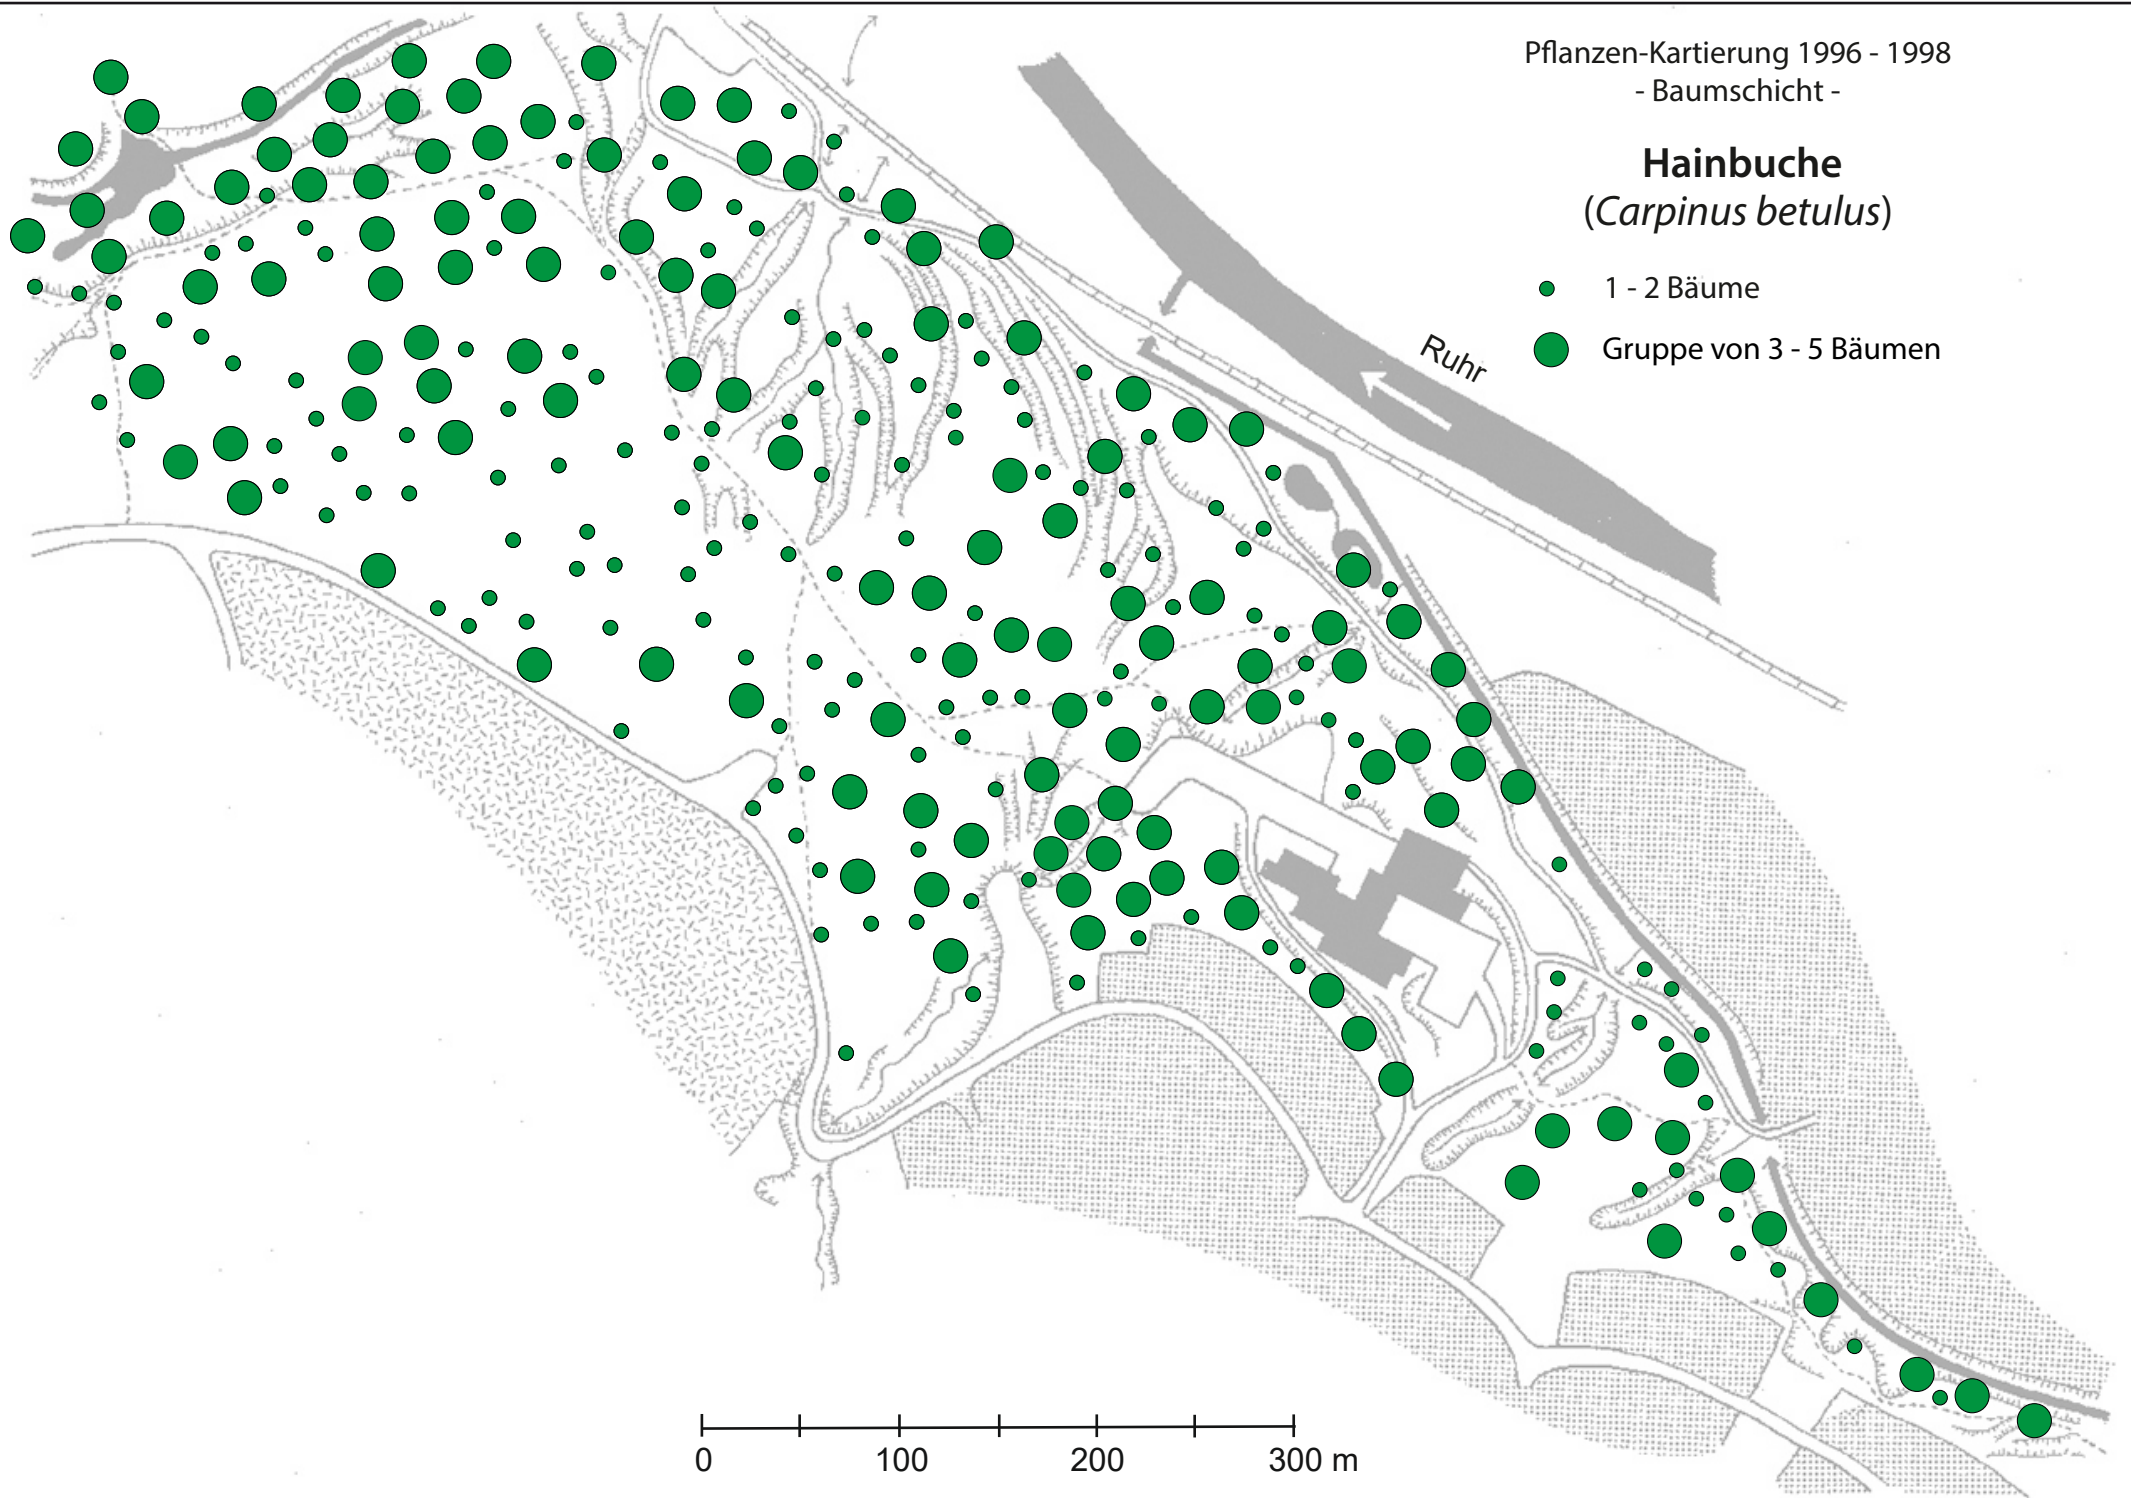 Pflanzen-Kartierung 1996 - 1998
- Baumschicht -
Hainbuche
(Carpinus betulus)
1 - 2 Bäume
Gruppe von 3 - 5 Bäumen
Ruhr
0 100 200 300 m